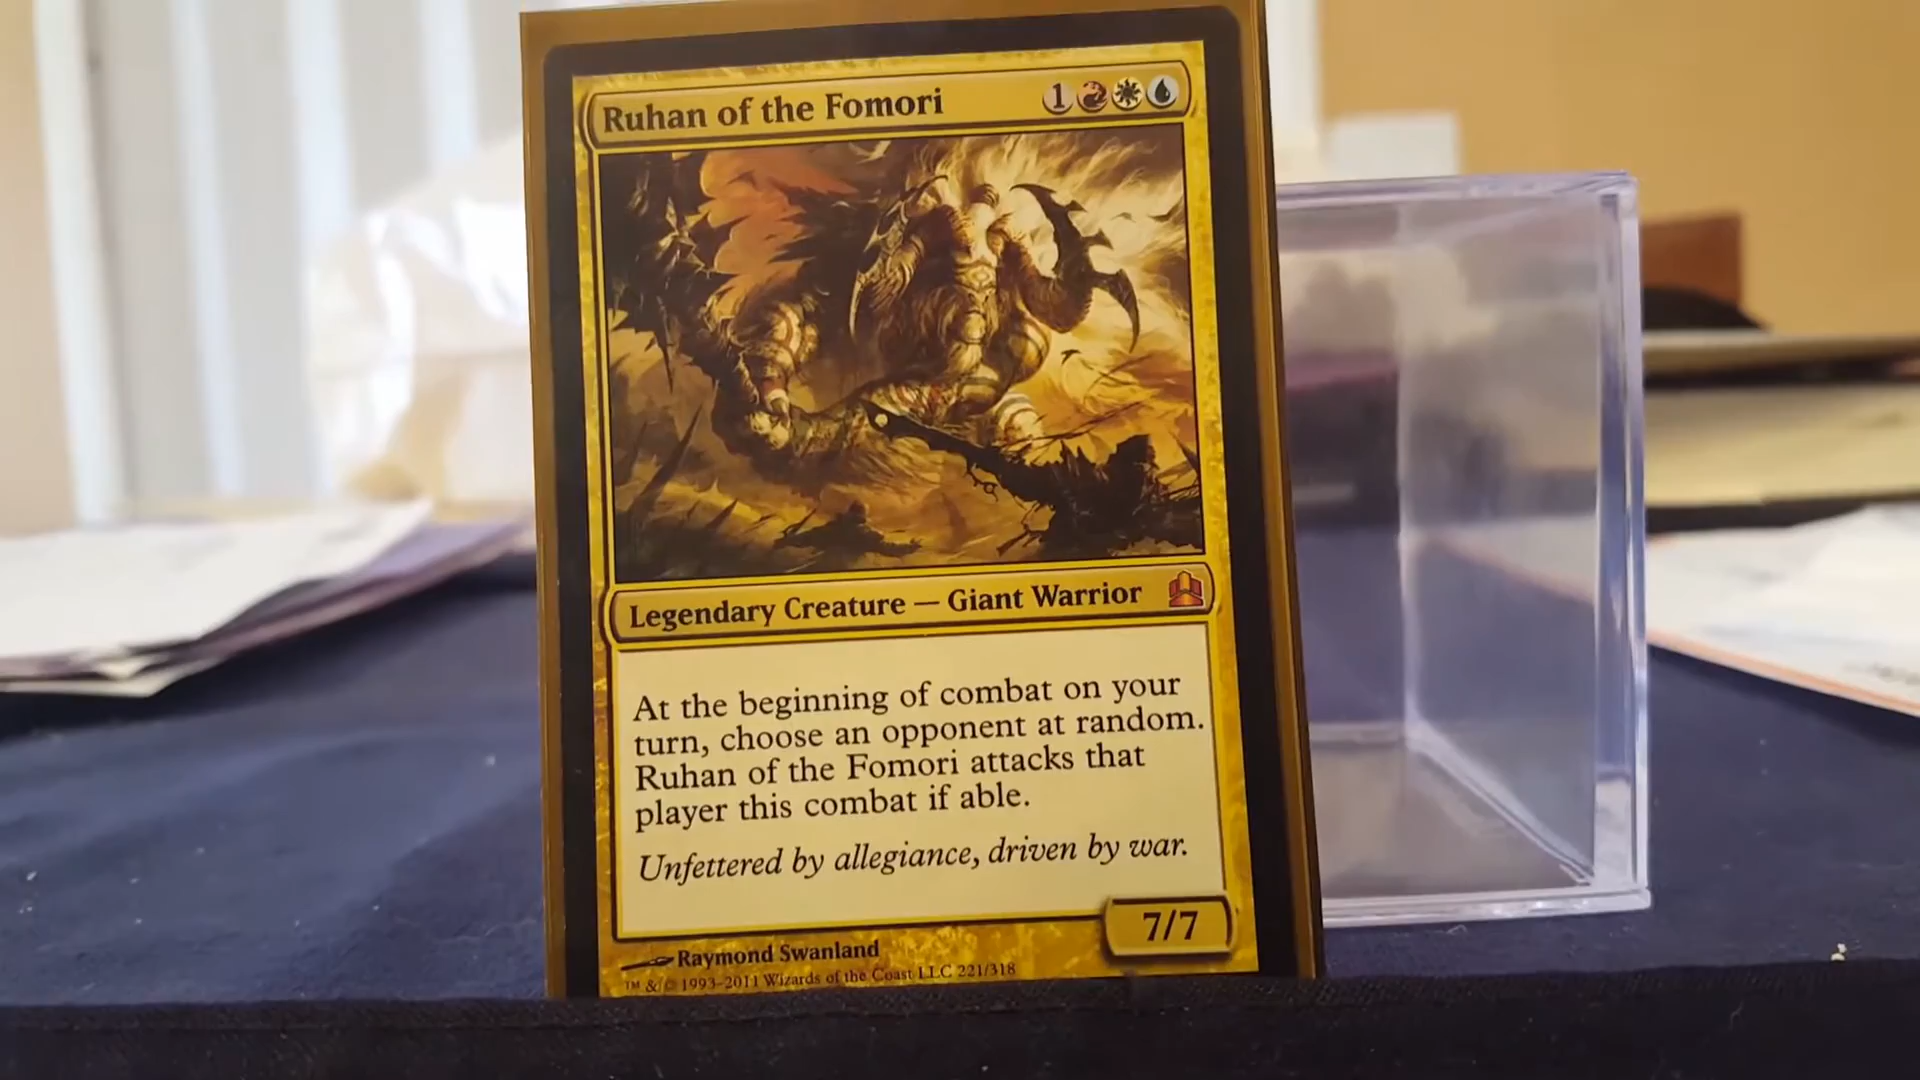 Ruhan of the Fomori 1
Legendary Creature — Giant Warrior
At the beginning of combat on your
turn, choose an opponent at random.
Ruhan of the Fomori attacks that
player this combat if able.
Unfettered by allegiance, driven by war.
7/7
Raymond Swanland
™ & © 1993–2011 Wizards of the Coast LLC 221/318